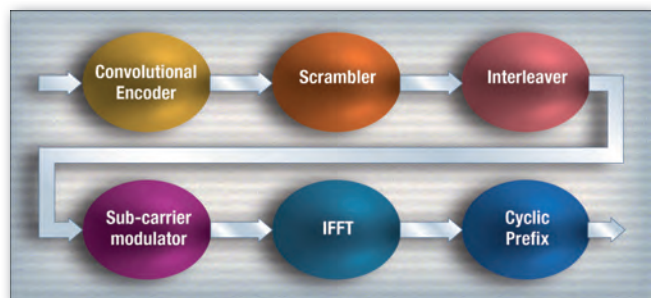 Convolutional
Encoder
Scrambler
Interleaver
Sub-carrier
modulator
IFFT
Cyclic
Prefix